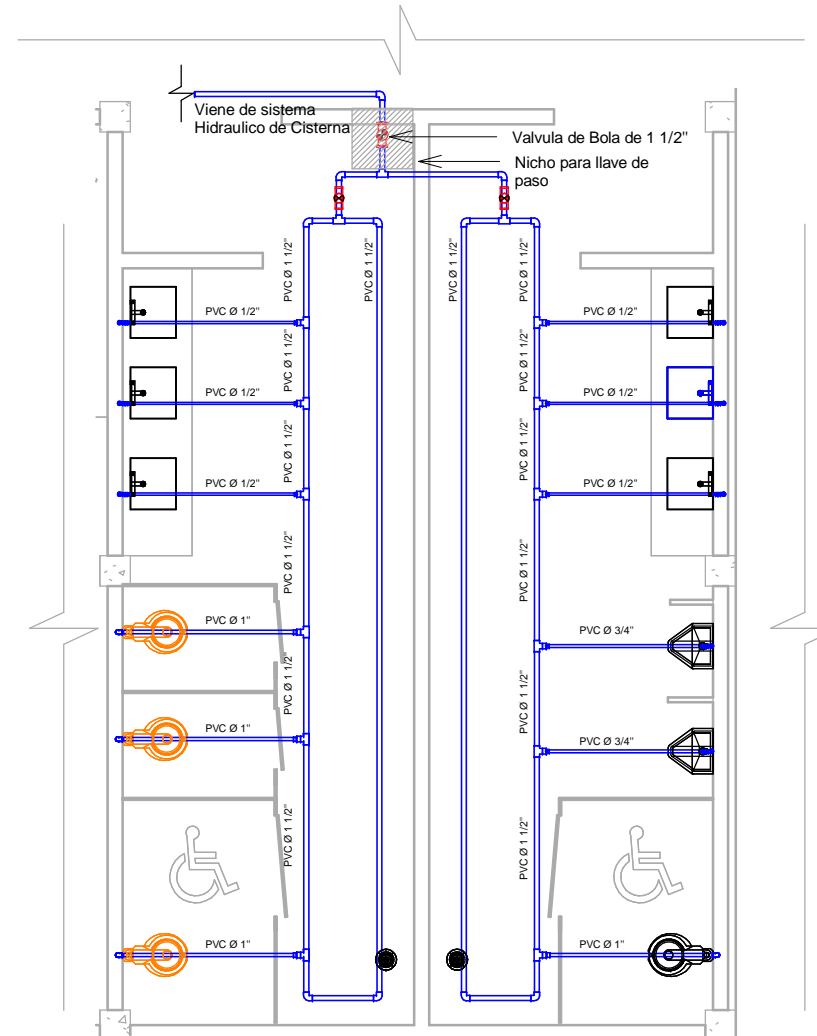 Viene de sistema
Hidraulico de Cisterna
Valvula de Bola de 1 1/2"
Nicho para llave de
paso
PVC Ø 1 1/2"
PVC Ø 1 1/2"
PVC Ø 1 1/2"
PVC Ø 1 1/2"
PVC Ø 1/2"
PVC Ø 1/2"
PVC Ø 1 1/2"
PVC Ø 1 1/2"
PVC Ø 1/2"
PVC Ø 1/2"
PVC Ø 1 1/2"
PVC Ø 1 1/2"
PVC Ø 1/2"
PVC Ø 1/2"
PVC Ø 1 1/2"
PVC Ø 1 1/2"
PVC Ø 1"
PVC Ø 3/4"
PVC Ø 1 1/2"
PVC Ø 1 1/2"
PVC Ø 1"
PVC Ø 3/4"
PVC Ø 1 1/2"
PVC Ø 1 1/2"
PVC Ø 1"
PVC Ø 1"